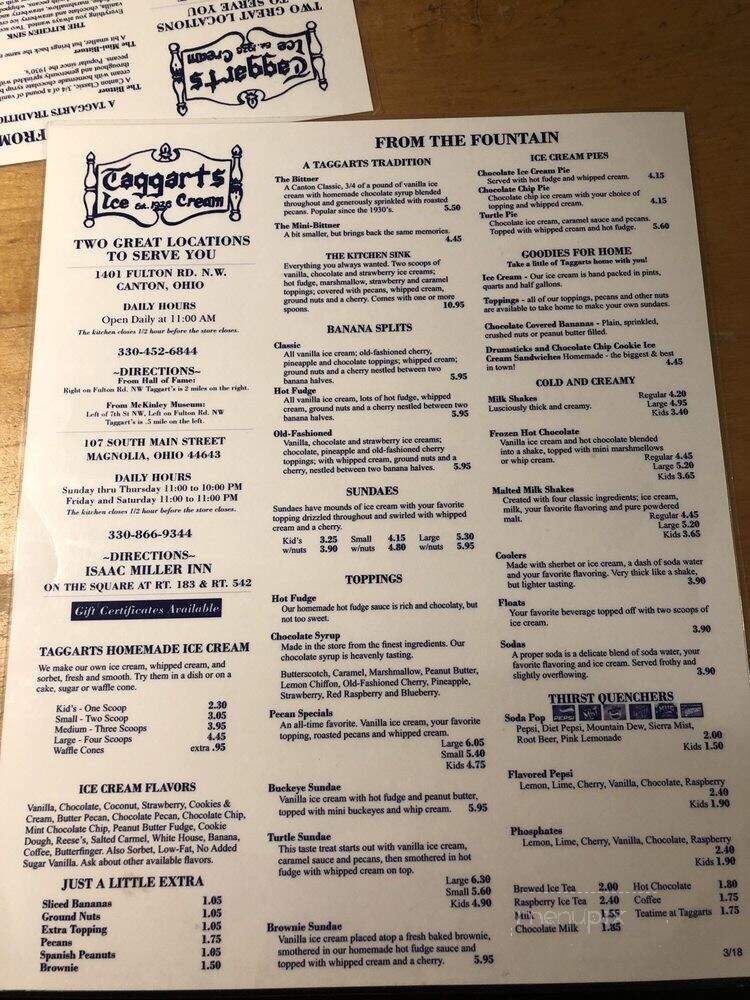 TWO GREAT LOCATIONS
TO SERVE YOU
Taggarts
Ice Est. 1926 Cream
A TAGGARTS TRADITION
The Bittner
The Mini-Bittner
THE KITCHEN SINK
Taggarts
Ice Est. 1926 Cream
TWO GREAT LOCATIONS
TO SERVE YOU
1401 FULTON RD. N.W.
CANTON, OHIO
DAILY HOURS
Open Daily at 11:00 AM
The kitchen closes 1/2 hour before the store closes.
330-452-6844
~DIRECTIONS~
From Hall of Fame:
Right on Fulton Rd. NW Taggart's is 2 miles on the right.
From McKinley Museum:
Left of 7th St NW, Left on Fulton Rd. NW
Taggart's is .5 mile on the left.
107 SOUTH MAIN STREET
MAGNOLIA, OHIO 44643
DAILY HOURS
Sunday thru Thursday 11:00 to 10:00 PM
Friday and Saturday 11:00 to 11:00 PM
The kitchen closes 1/2 hour before the store closes.
330-866-9344
~DIRECTIONS~
ISAAC MILLER INN
ON THE SQUARE AT RT. 183 & RT. 542
Gift Certificates Available
TAGGARTS HOMEMADE ICE CREAM
We make our own ice cream, whipped cream, and
sorbet, fresh and smooth. Try them in a dish or on a
cake, sugar or waffle cone.
Kid's - One Scoop 2.30
Small - Two Scoop 3.05
Medium - Three Scoops 3.95
Large - Four Scoops 4.45
Waffle Cones extra .95
ICE CREAM FLAVORS
Vanilla, Chocolate, Coconut, Strawberry, Cookies &
Cream, Butter Pecan, Chocolate Pecan, Chocolate Chip,
Mint Chocolate Chip, Peanut Butter Fudge, Cookie
Dough, Reese's, Salted Carmel, White House, Banana,
Coffee, Butterfinger. Also Sorbet, Low-Fat, No Added
Sugar Vanilla. Ask about other available flavors.
JUST A LITTLE EXTRA
Sliced Bananas 1.05
Ground Nuts 1.05
Extra Topping 1.05
Pecans 1.75
Spanish Peanuts 1.05
Brownie 1.50
FROM THE FOUNTAIN
A TAGGARTS TRADITION
The Bittner
A Canton Classic, 3/4 of a pound of vanilla ice
cream with homemade chocolate syrup blended
throughout and generously sprinkled with roasted
pecans. Popular since the 1930's. 5.50
The Mini-Bittner
A bit smaller, but brings back the same memories.
4.45
THE KITCHEN SINK
Everything you always wanted. Two scoops of
vanilla, chocolate and strawberry ice creams;
hot fudge, marshmallow, strawberry and caramel
toppings; covered with pecans, whipped cream,
ground nuts and a cherry. Comes with one or more
spoons. 10.95
BANANA SPLITS
Classic
All vanilla ice cream; old-fashioned cherry,
pineapple and chocolate toppings; whipped cream;
ground nuts and a cherry nestled between two
banana halves. 5.95
Hot Fudge
All vanilla ice cream, lots of hot fudge, whipped
cream, ground nuts and a cherry nestled between two
banana halves. 5.95
Old-Fashioned
Vanilla, chocolate and strawberry ice creams;
chocolate, pineapple and old-fashioned cherry
toppings; with whipped cream, ground nuts and a
cherry, nestled between two banana halves. 5.95
SUNDAES
Sundaes have mounds of ice cream with your favorite
topping drizzled throughout and swirled with whipped
cream and a cherry.
Kid's 3.25 Small 4.15 Large 5.30
w/nuts 3.90 w/nuts 4.80 w/nuts 5.95
TOPPINGS
Hot Fudge
Our homemade hot fudge sauce is rich and chocolaty, but
not too sweet.
Chocolate Syrup
Made in the store from the finest ingredients. Our
chocolate syrup is heavenly tasting.
Butterscotch, Caramel, Marshmallow, Peanut Butter,
Lemon Chiffon, Old-Fashioned Cherry, Pineapple,
Strawberry, Red Raspberry and Blueberry.
Pecan Specials
An all-time favorite. Vanilla ice cream, your favorite
topping, roasted pecans and whipped cream.
Large 6.05
Small 5.40
Kids 4.75
Buckeye Sundae
Vanilla ice cream with hot fudge and peanut butter,
topped with mini buckeyes and whip cream. 5.95
Turtle Sundae
This taste treat starts out with vanilla ice cream,
caramel sauce and pecans, then smothered in hot
fudge with whipped cream on top.
Large 6.30
Small 5.60
Kids 4.90
Brownie Sundae
Vanilla ice cream placed atop a fresh baked brownie,
smothered in our homemade hot fudge sauce and
topped with whipped cream and a cherry. 5.95
ICE CREAM PIES
Chocolate Ice Cream Pie
Served with hot fudge and whipped cream. 4.15
Chocolate Chip Pie
Chocolate chip ice cream with your choice of
topping and whipped cream. 4.15
Turtle Pie
Chocolate ice cream, caramel sauce and pecans.
Topped with whipped cream and hot fudge. 5.60
GOODIES FOR HOME
Take a little of Taggarts home with you!
Ice Cream - Our ice cream is hand packed in pints,
quarts and half gallons.
Toppings - all of our toppings, pecans and other nuts
are available to take home to make your own sundaes.
Chocolate Covered Bananas - Plain, sprinkled,
crushed nuts or peanut butter filled.
Drumsticks and Chocolate Chip Cookie Ice
Cream Sandwiches Homemade - the biggest & best
in town! 4.45
COLD AND CREAMY
Milk Shakes Regular 4.20
Lusciously thick and creamy. Large 4.95
Kids 3.40
Frozen Hot Chocolate
Vanilla ice cream and hot chocolate blended
into a shake, topped with mini marshmellows
or whip cream. Regular 4.45
Large 5.20
Kids 3.65
Malted Milk Shakes
Created with four classic ingredients; ice cream,
milk, your favorite flavoring and pure powdered
malt. Regular 4.45
Large 5.20
Kids 3.65
Coolers
Made with sherbet or ice cream, a dash of soda water
and your favorite flavoring. Very thick like a shake,
but lighter tasting. 3.90
Floats
Your favorite beverage topped off with two scoops of
ice cream.
3.90
Sodas
A proper soda is a delicate blend of soda water, your
favorite flavoring and ice cream. Served frothy and
slightly overflowing. 3.90
THIRST QUENCHERS
Soda Pop PEPSI
Pepsi, Diet Pepsi, Mountain Dew, Sierra Mist,
Root Beer, Pink Lemonade 2.00
Kids 1.50
Flavored Pepsi
Lemon, Lime, Cherry, Vanilla, Chocolate, Raspberry
2.40
Kids 1.90
Phosphates
Lemon, Lime, Cherry, Vanilla, Chocolate, Raspberry
2.40
Kids 1.90
Brewed Ice Tea 2.00 Hot Chocolate 1.80
Raspberry Ice Tea 2.40 Coffee 1.75
Milk 1.55 Teatime at Taggarts 1.75
Chocolate Milk 1.85
menupix
3/18